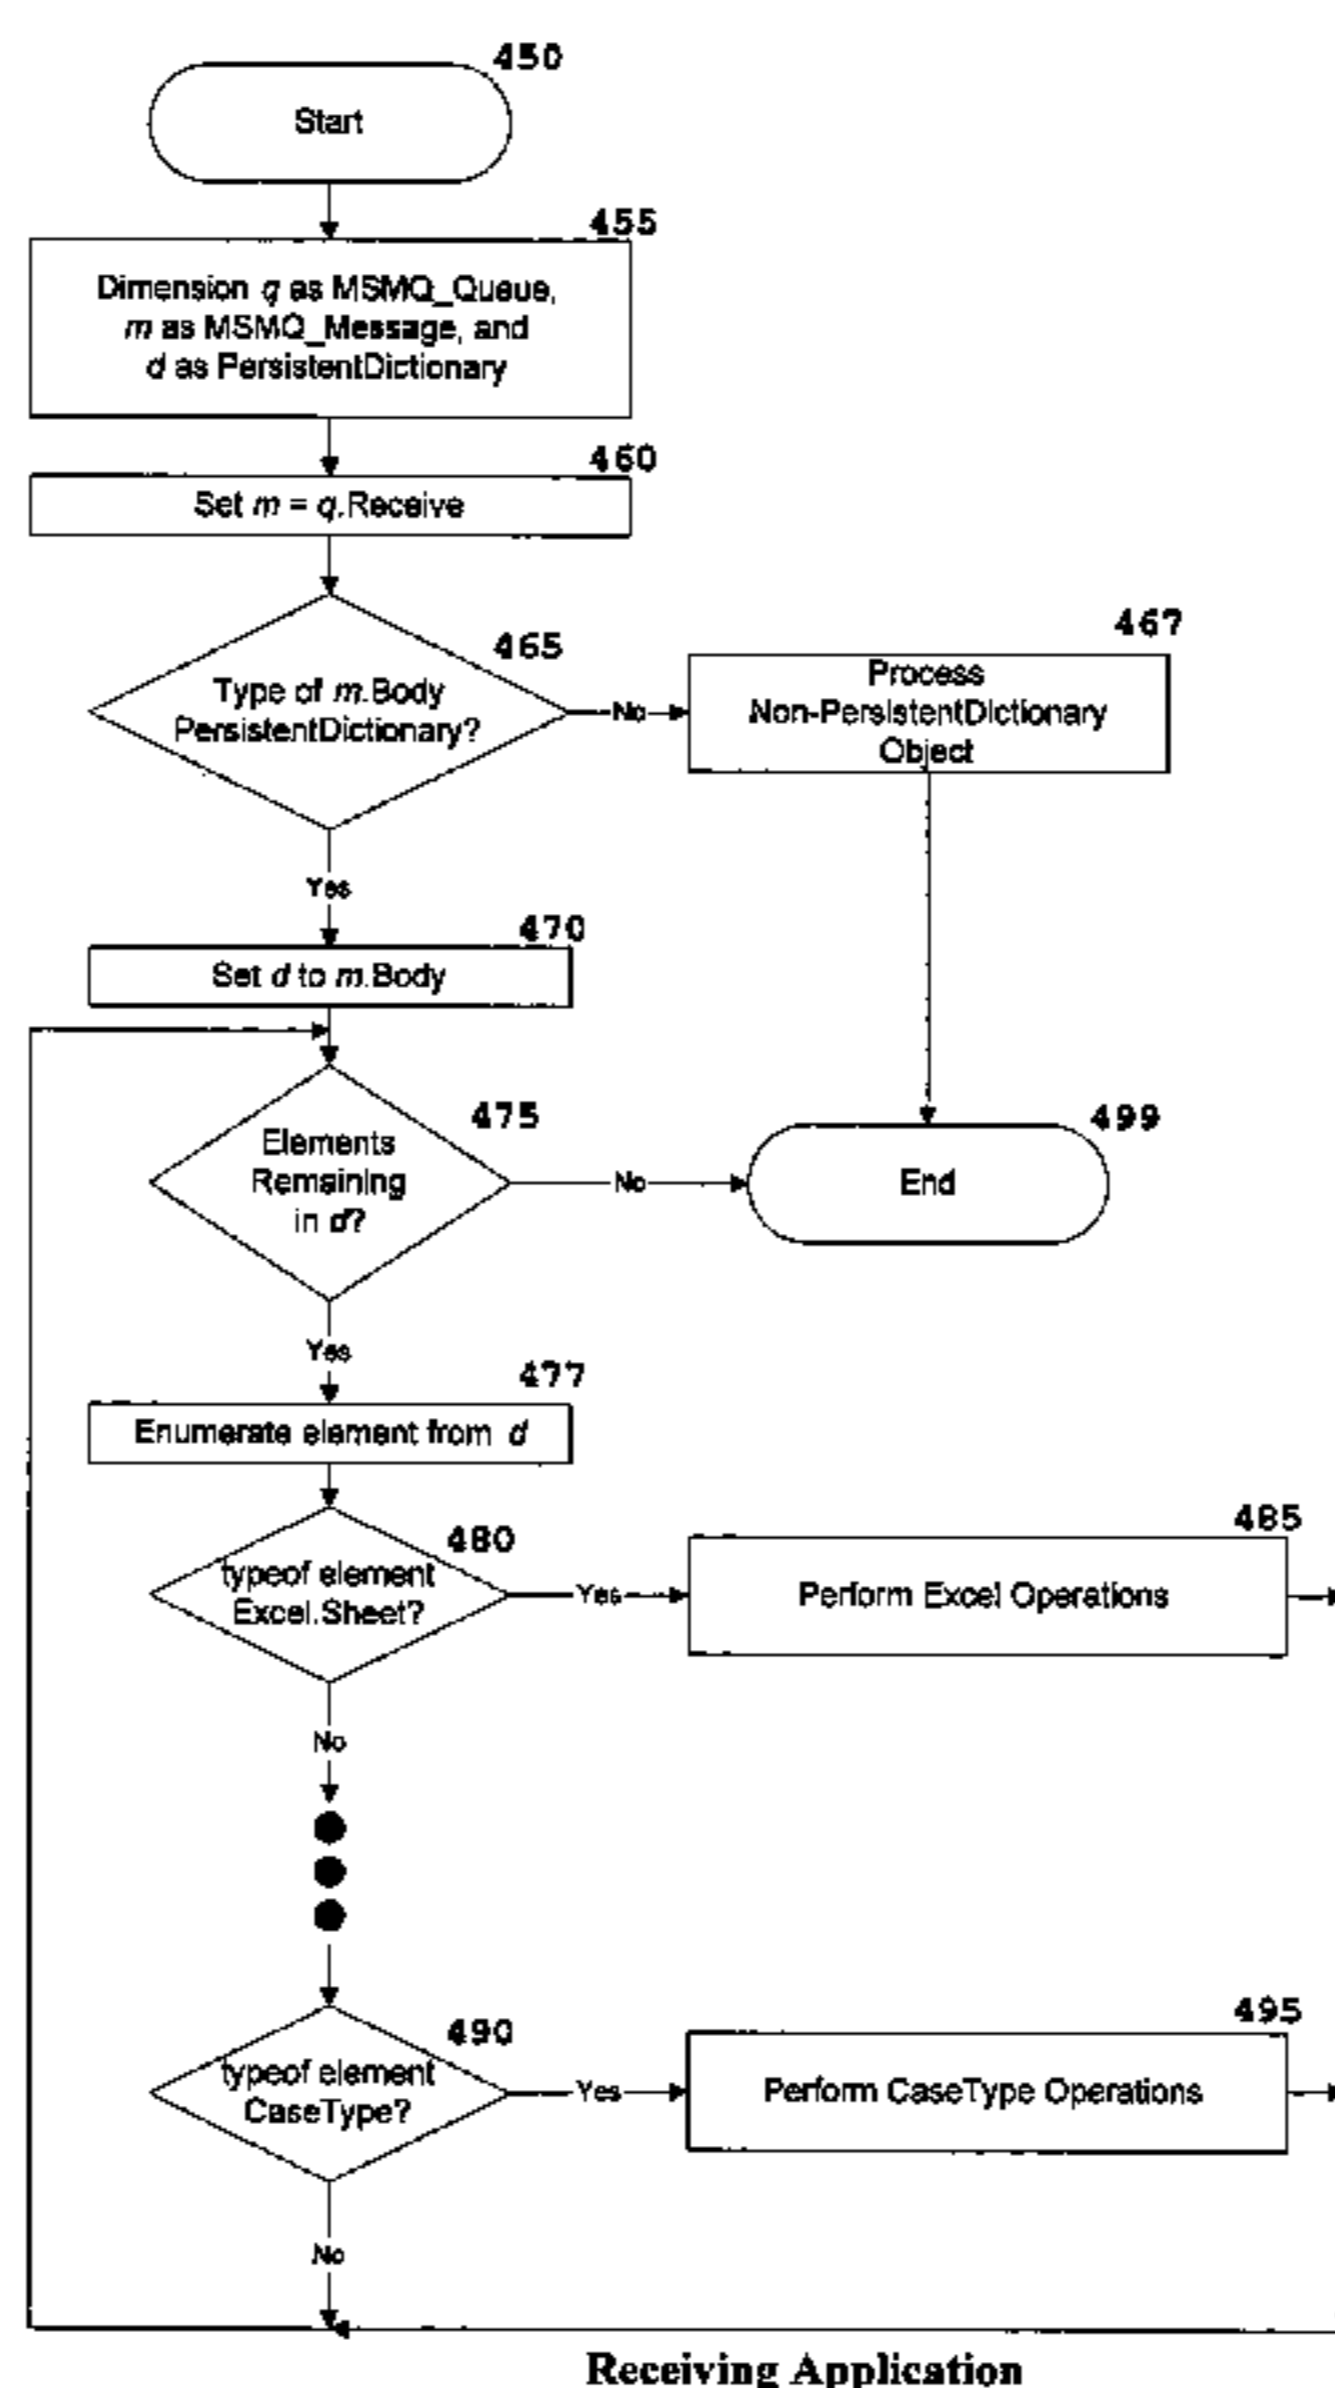 450
Start
455
Dimension q as MSMQ_Queue,
m as MSMQ_Message, and
d as PersistentDictionary
460
Set m = q.Receive
465
Type of m.Body
PersistentDictionary?
No
467
Process
Non-PersistentDictionary
Object
Yes
470
Set d to m.Body
475
Elements
Remaining
in d?
No
499
End
Yes
477
Enumerate element from d
480
typeof element
Excel.Sheet?
Yes
485
Perform Excel Operations
No
490
typeof element
CaseType?
Yes
495
Perform CaseType Operations
No
Receiving Application